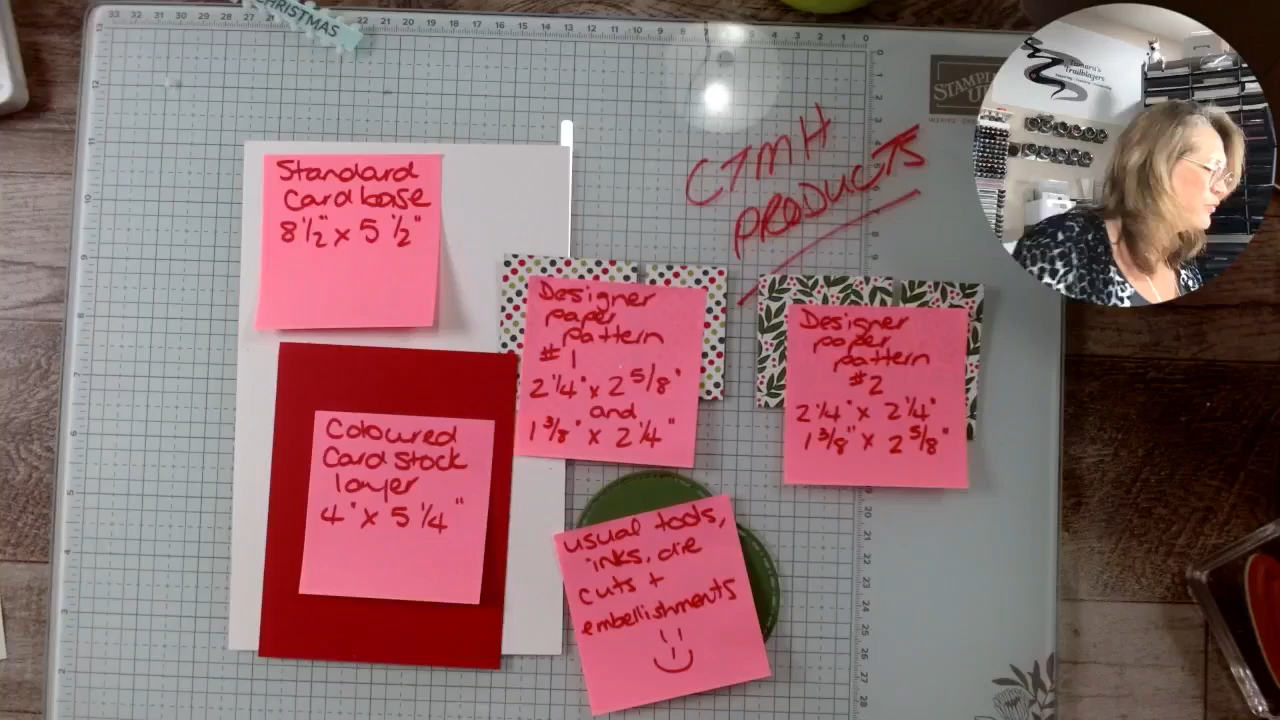 CHRISTMAS
STAMPIN'
UP!
Tamara's
Trailblazers
CTMH
PRODUCTS
Standard
card base
8 1/2" x 5 1/2"
Designer
paper
pattern
#1
2 1/4" x 2 5/8"
and
1 3/8" x 2 1/4"
Designer
paper
pattern
#2
2 1/4" x 2 1/4"
1 3/8" x 2 5/8"
Coloured
Card stock
layer
4" x 5 1/4"
usual tools,
inks, die
cuts +
embellishments